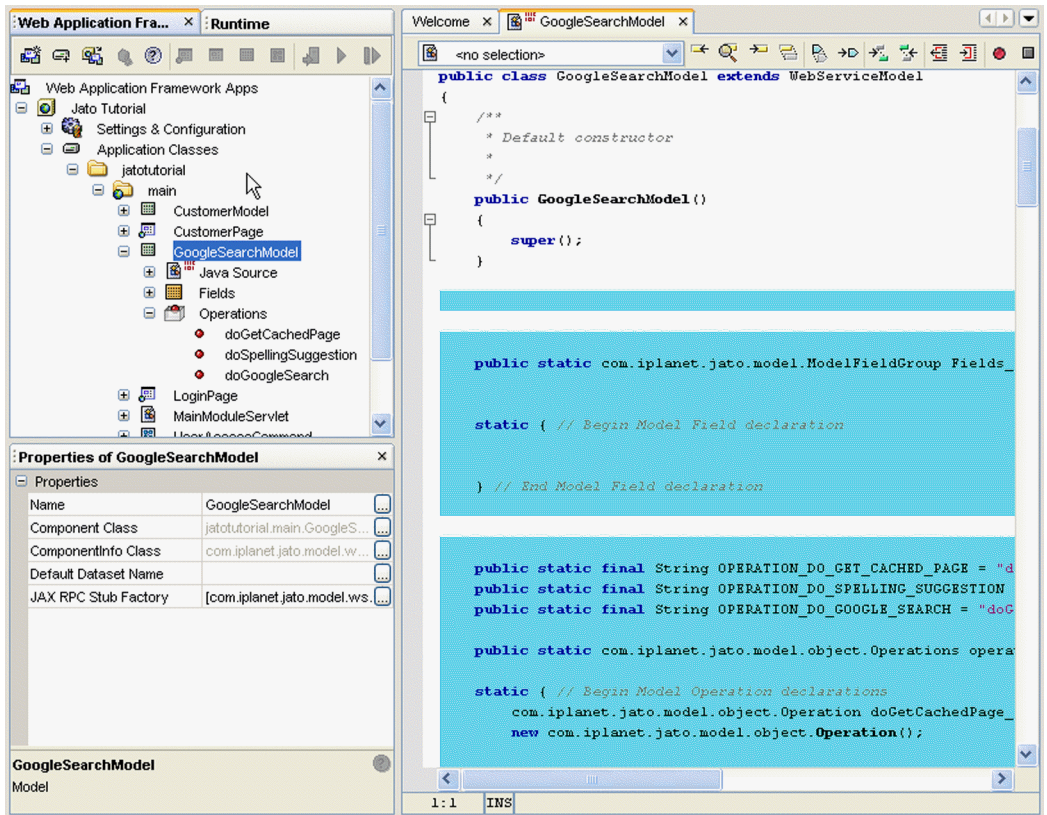 Web Application Fra...
Runtime
Web Application Framework Apps
Jato Tutorial
Settings & Configuration
Application Classes
jatotutorial
main
CustomerModel
CustomerPage
GoogleSearchModel
Java Source
Fields
Operations
doGetCachedPage
doSpellingSuggestion
doGoogleSearch
LoginPage
MainModuleServlet
Properties of GoogleSearchModel
Properties
Name GoogleSearchModel
Component Class jatotutorial.main.GoogleS...
ComponentInfo Class com.iplanet.jato.model.w...
Default Dataset Name
JAX RPC Stub Factory [com.iplanet.jato.model.ws.
GoogleSearchModel
Model
Welcome
GoogleSearchModel
<no selection>
public class GoogleSearchModel extends WebServiceModel
{
/**
* Default constructor
*
*/
public GoogleSearchModel()
{
super();
}
public static com.iplanet.jato.model.ModelFieldGroup Fields_
static { // Begin Model Field declaration
} // End Model Field declaration
public static final String OPERATION_DO_GET_CACHED_PAGE = "d
public static final String OPERATION_DO_SPELLING_SUGGESTION
public static final String OPERATION_DO_GOOGLE_SEARCH = "doG
public static com.iplanet.jato.model.object.Operations opera
static { // Begin Model Operation declarations
com.iplanet.jato.model.object.Operation doGetCachedPage_
new com.iplanet.jato.model.object.Operation();
1:1 INS